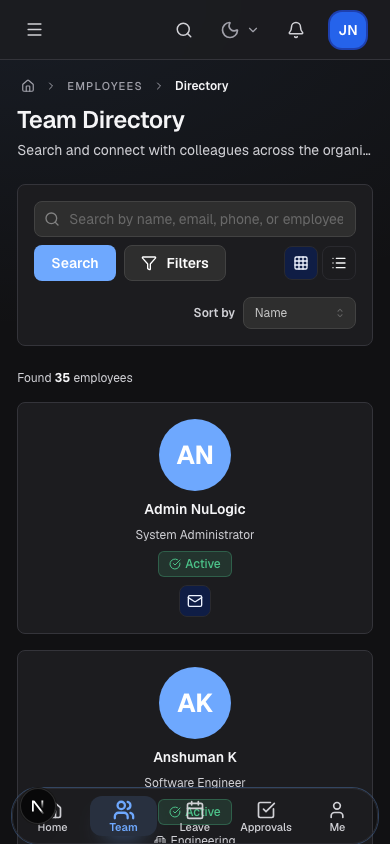 JN
EMPLOYEES
Directory
Team Directory
Search and connect with colleagues across the organi...
Search by name, email, phone, or employee
Search
Filters
Sort by
Name
Found 35 employees
AN
Admin NuLogic
System Administrator
Active
AK
Anshuman K
Software Engineer
Active
Engineering
N
Home
Team
Leave
Approvals
Me